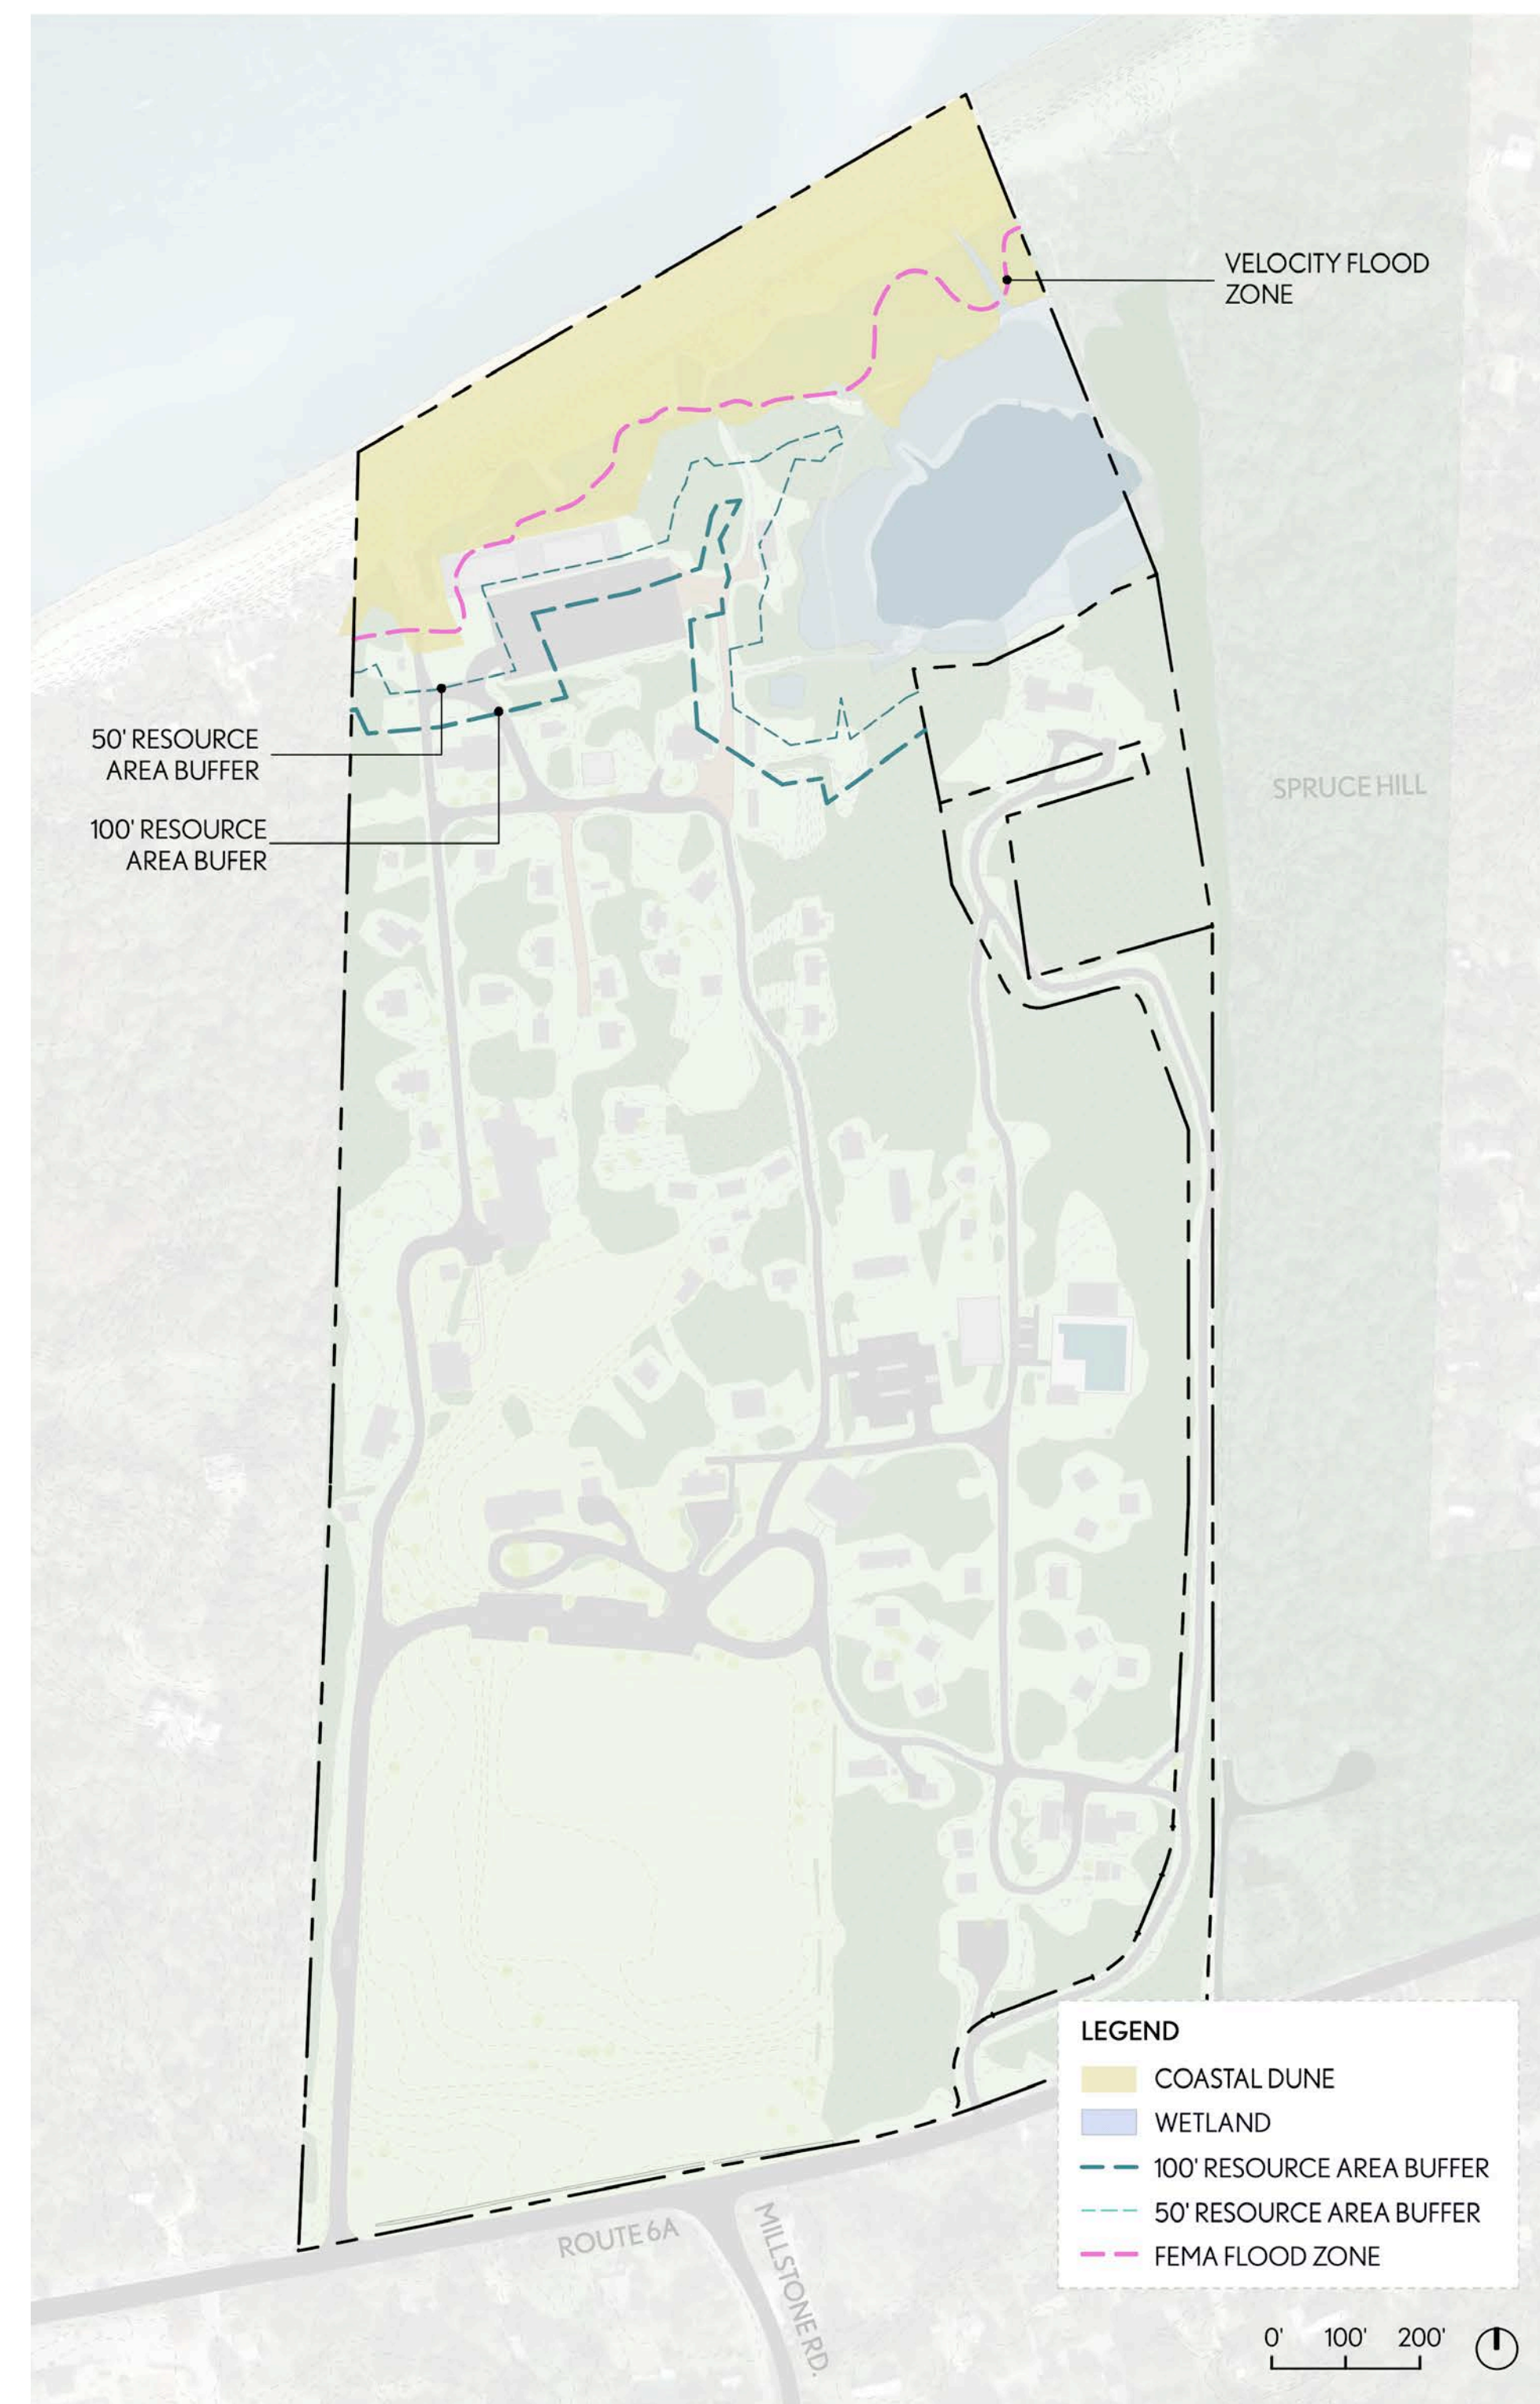 VELOCITY FLOOD
ZONE
50' RESOURCE
AREA BUFFER
100' RESOURCE
AREA BUFER
SPRUCE HILL
ROUTE 6A
MILLSTONE RD.
LEGEND
COASTAL DUNE
WETLAND
100' RESOURCE AREA BUFFER
50' RESOURCE AREA BUFFER
FEMA FLOOD ZONE
0' 100' 200'